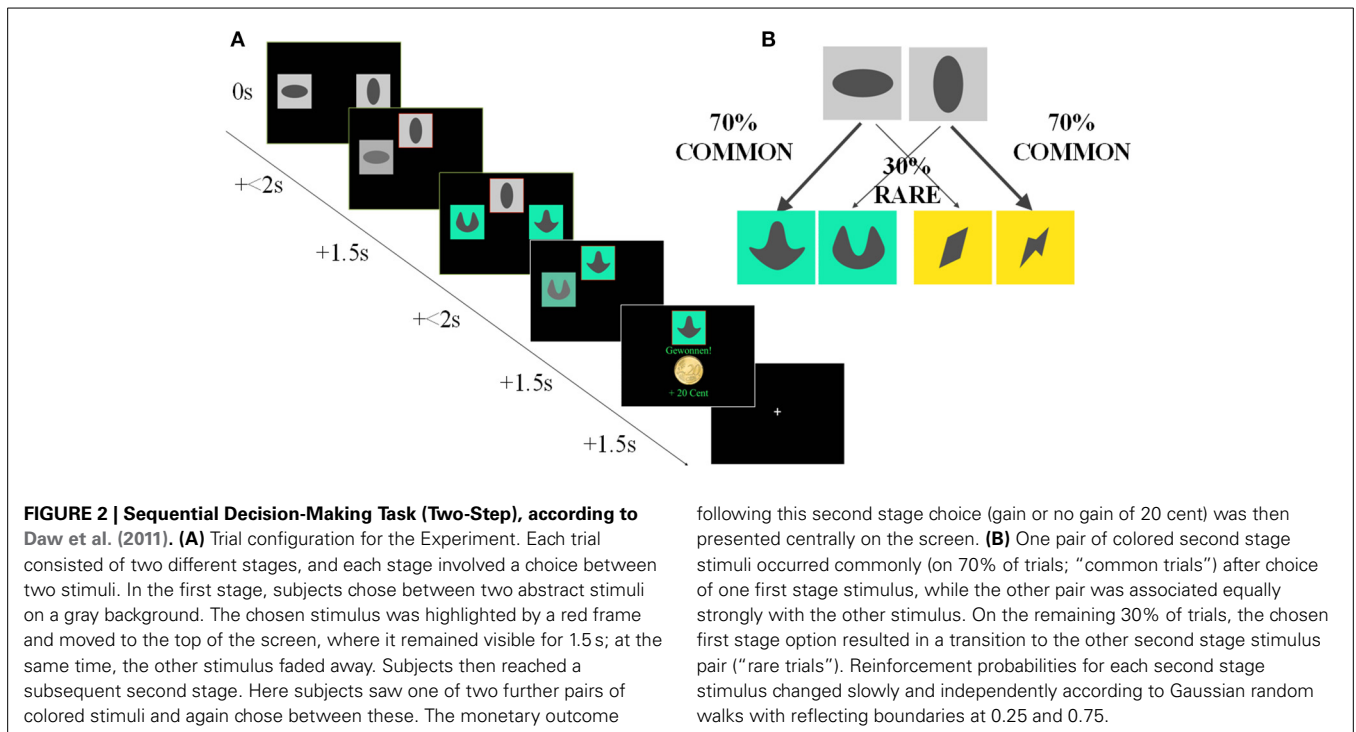 A
0s
+<2s
+1.5s
+<2s
+1.5s
+1.5s
Gewonnen!
20
+ 20 Cent
+
B
70%
COMMON
70%
COMMON
30%
RARE
FIGURE 2 | Sequential Decision-Making Task (Two-Step), according to
Daw et al. (2011). (A) Trial configuration for the Experiment. Each trial
consisted of two different stages, and each stage involved a choice between
two stimuli. In the first stage, subjects chose between two abstract stimuli
on a gray background. The chosen stimulus was highlighted by a red frame
and moved to the top of the screen, where it remained visible for 1.5 s; at the
same time, the other stimulus faded away. Subjects then reached a
subsequent second stage. Here subjects saw one of two further pairs of
colored stimuli and again chose between these. The monetary outcome
following this second stage choice (gain or no gain of 20 cent) was then
presented centrally on the screen. (B) One pair of colored second stage
stimuli occurred commonly (on 70% of trials; “common trials”) after choice
of one first stage stimulus, while the other pair was associated equally
strongly with the other stimulus. On the remaining 30% of trials, the chosen
first stage option resulted in a transition to the other second stage stimulus
pair (“rare trials”). Reinforcement probabilities for each second stage
stimulus changed slowly and independently according to Gaussian random
walks with reflecting boundaries at 0.25 and 0.75.